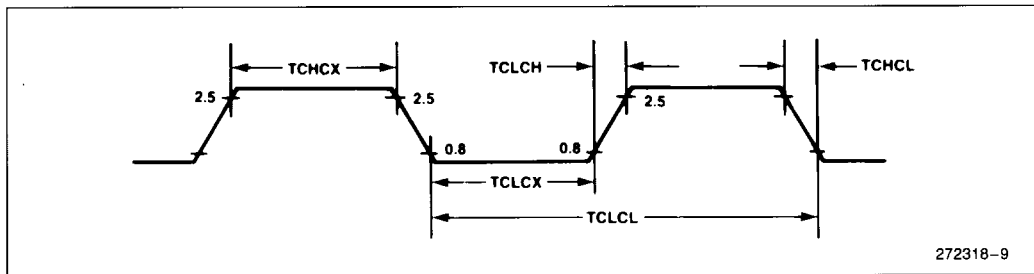 TCHCX
TCLCH
TCHCL
2.5
2.5
2.5
0.8
0.8
TCLCX
TCLCL
272318-9